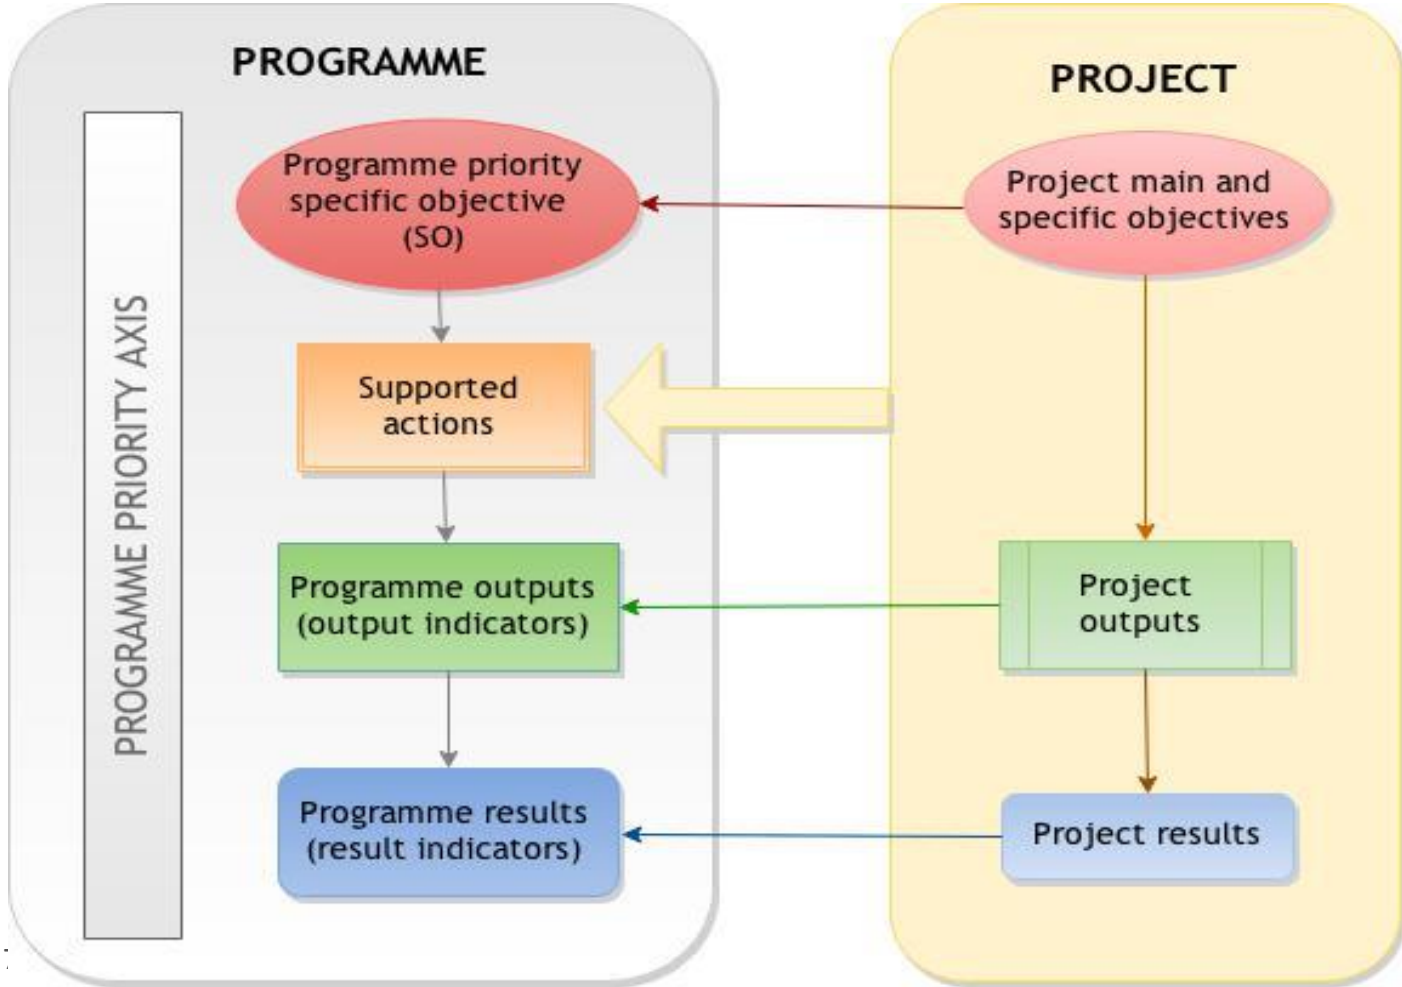 PROGRAMME
PROGRAMME PRIORITY AXIS
Programme priority
specific objective
(SO)
Supported
actions
Programme outputs
(output indicators)
Programme results
(result indicators)
PROJECT
Project main and
specific objectives
Project
outputs
Project results